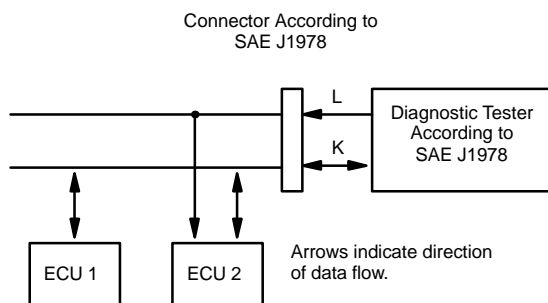 Connector According to
SAE J1978
L
K
Diagnostic Tester
According to
SAE J1978
ECU 1
ECU 2
Arrows indicate direction
of data flow.